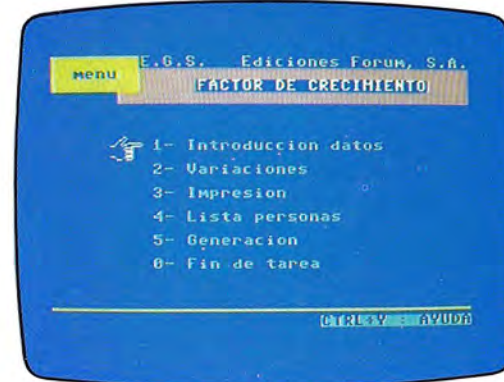 E.G.S. Ediciones Forum, S.A.
Menu
FACTOR DE CRECIMIENTO
1- Introduccion datos
2- Variaciones
3- Impresion
4- Lista personas
5- Generacion
0- Fin de tarea
CTRL+Y : AYUDA